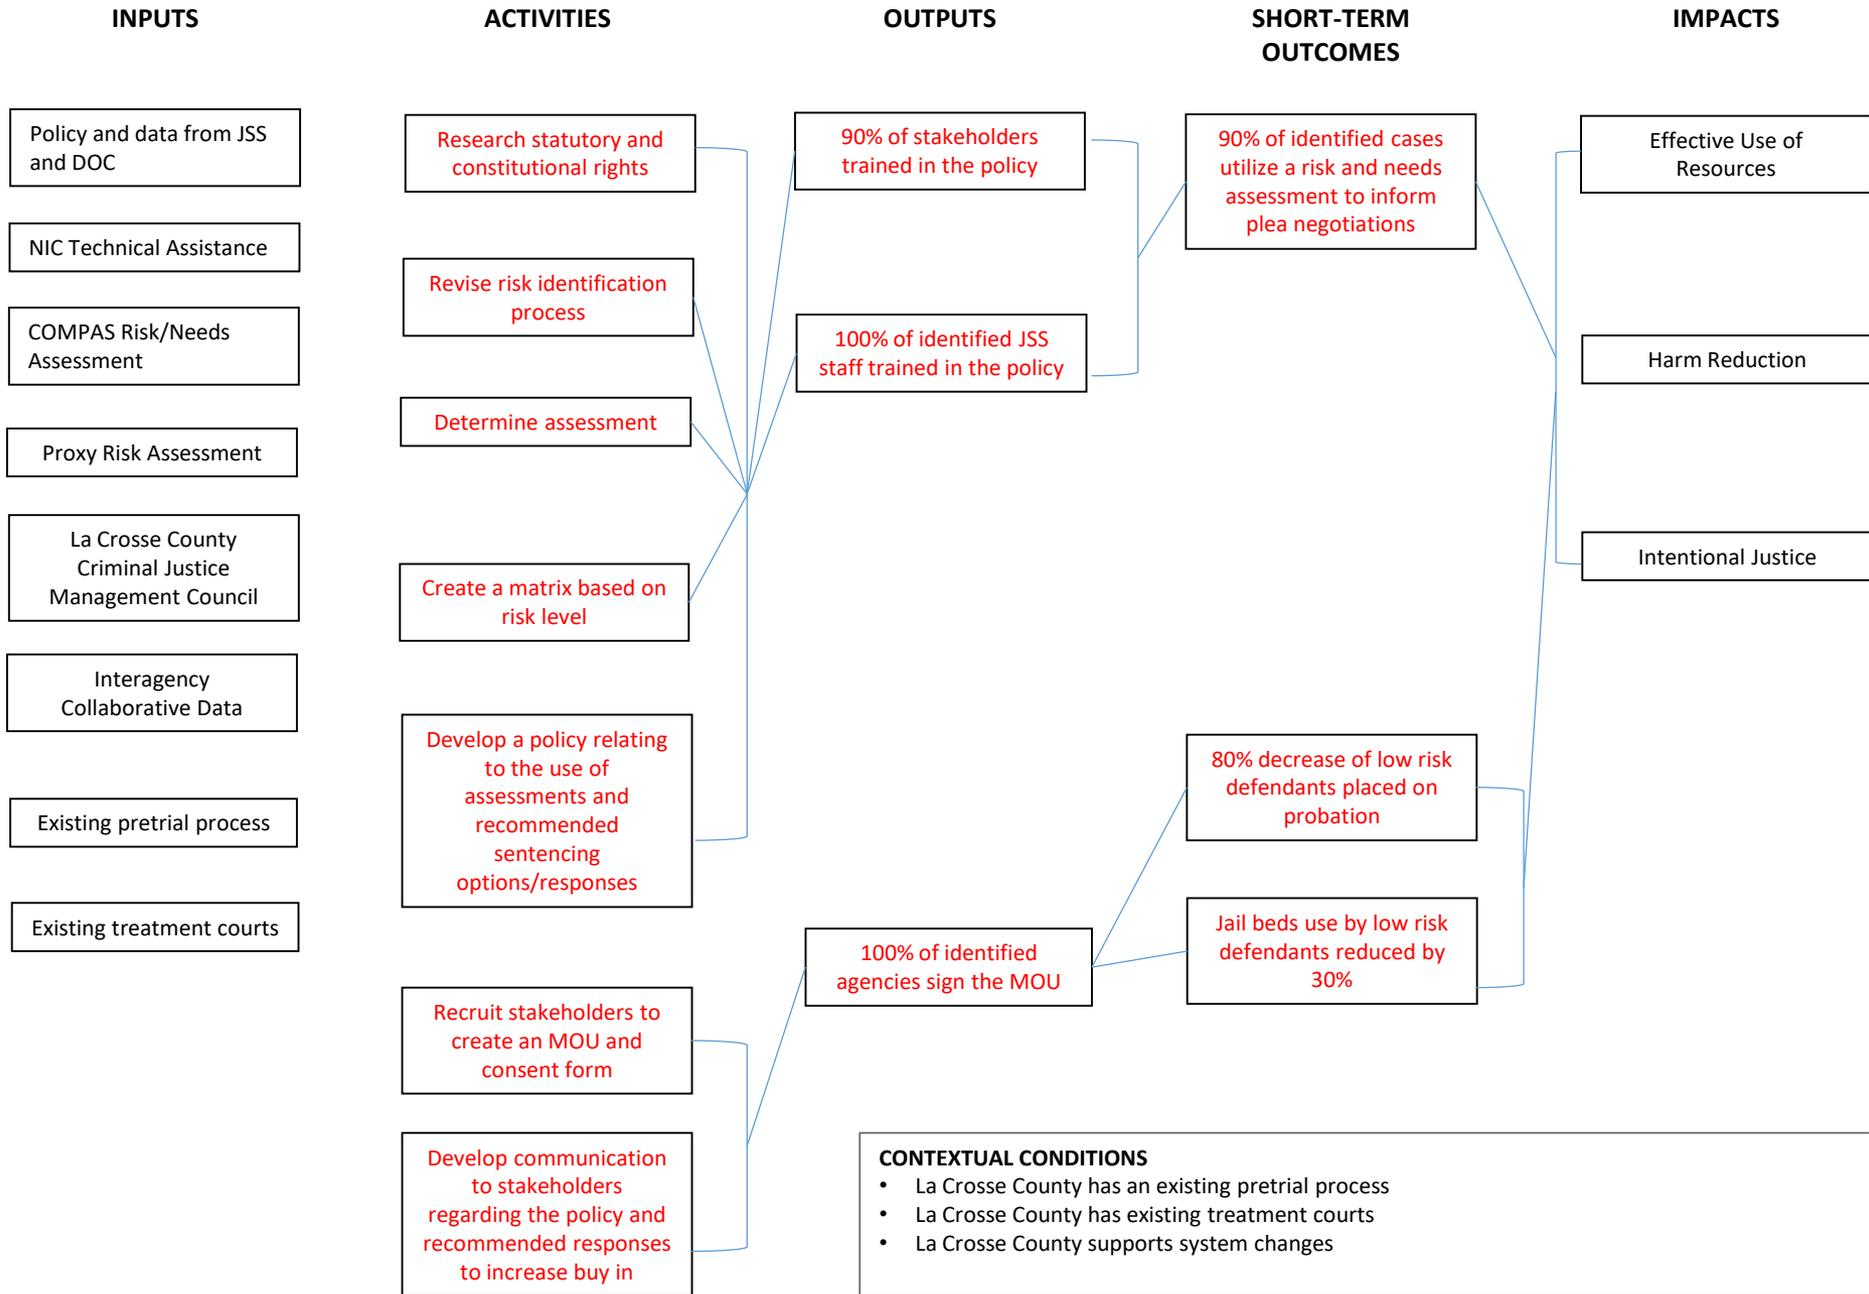 INPUTS
ACTIVITIES
OUTPUTS
SHORT-TERM
OUTCOMES
IMPACTS
Policy and data from JSS
and DOC
NIC Technical Assistance
COMPAS Risk/Needs
Assessment
Proxy Risk Assessment
La Crosse County
Criminal Justice
Management Council
Interagency
Collaborative Data
Existing pretrial process
Existing treatment courts
Research statutory and
constitutional rights
Revise risk identification
process
Determine assessment
Create a matrix based on
risk level
Develop a policy relating
to the use of
assessments and
recommended
sentencing
options/responses
Recruit stakeholders to
create an MOU and
consent form
Develop communication
to stakeholders
regarding the policy and
recommended responses
to increase buy in
90% of stakeholders
trained in the policy
100% of identified JSS
staff trained in the policy
100% of identified
agencies sign the MOU
90% of identified cases
utilize a risk and needs
assessment to inform
plea negotiations
80% decrease of low risk
defendants placed on
probation
Jail beds use by low risk
defendants reduced by
30%
Effective Use of
Resources
Harm Reduction
Intentional Justice
CONTEXTUAL CONDITIONS
• La Crosse County has an existing pretrial process
• La Crosse County has existing treatment courts
• La Crosse County supports system changes